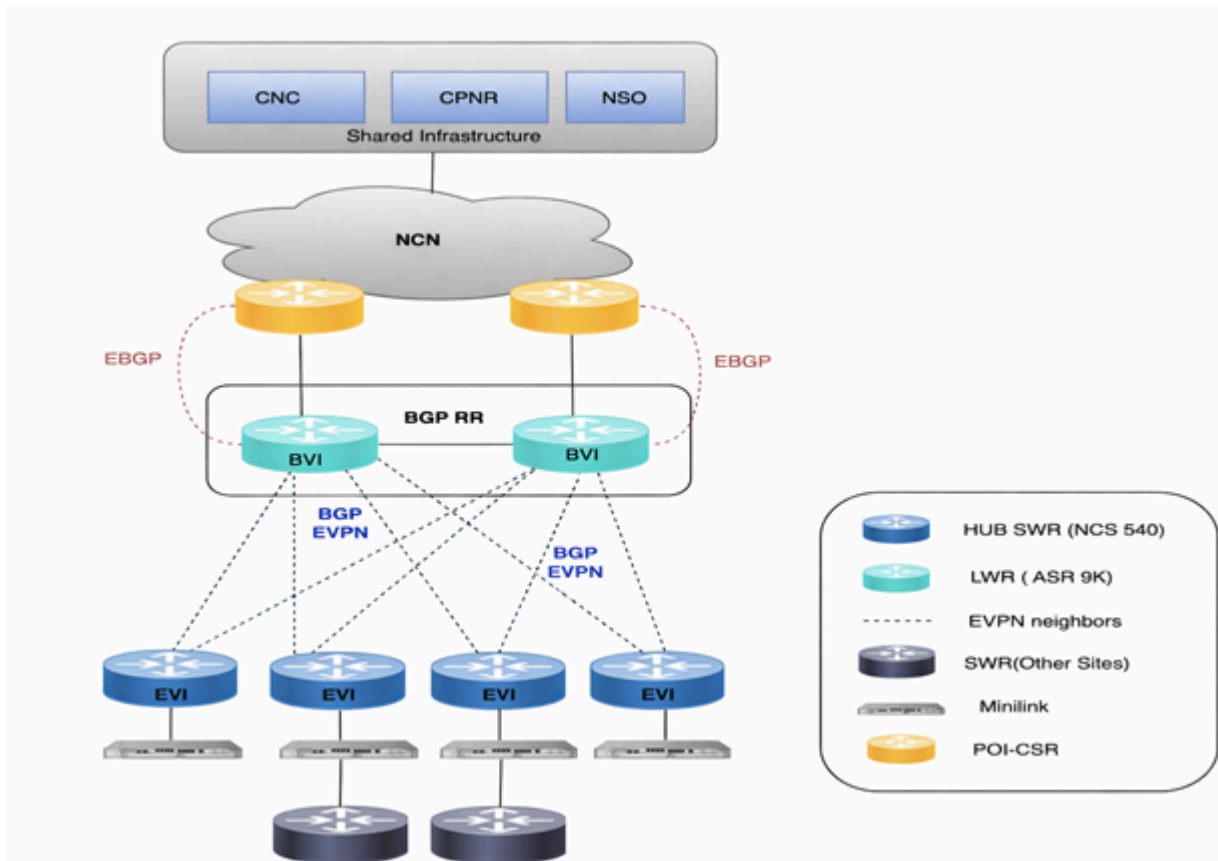 CNC
CPNR
NSO
Shared Infrastructure
NCN
EBGP
EBGP
BGP RR
BVI
BVI
BGP
EVPN
BGP
EVPN
EVI
EVI
EVI
EVI
HUB SWR (NCS 540)
LWR ( ASR 9K)
EVPN neighbors
SWR(Other Sites)
Minilink
POI-CSR